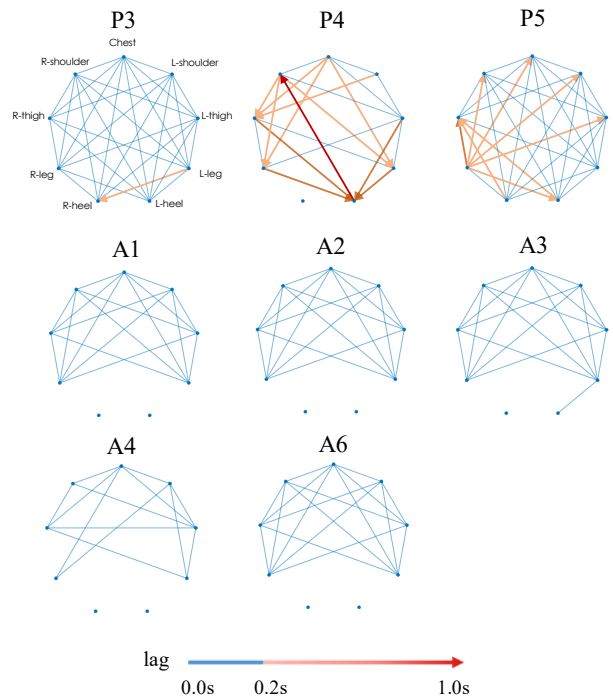 P3 P4 P5
Chest
R-shoulder L-shoulder
R-thigh L-thigh
R-leg L-leg
R-heel L-heel
A1 A2 A3
A4 A6
lag
0.0s 0.2s 1.0s